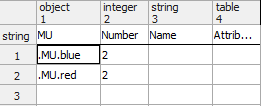 object integer string table
1 2 3 4
string MU Number Name Attrib...
1 .MU.blue 2
2 .MU.red 2
3